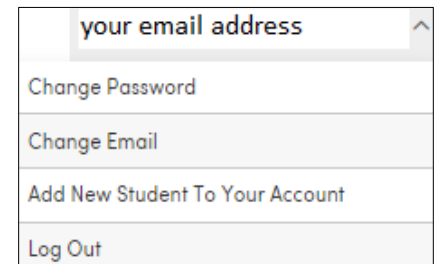 your email address
Change Password
Change Email
Add New Student To Your Account
Log Out